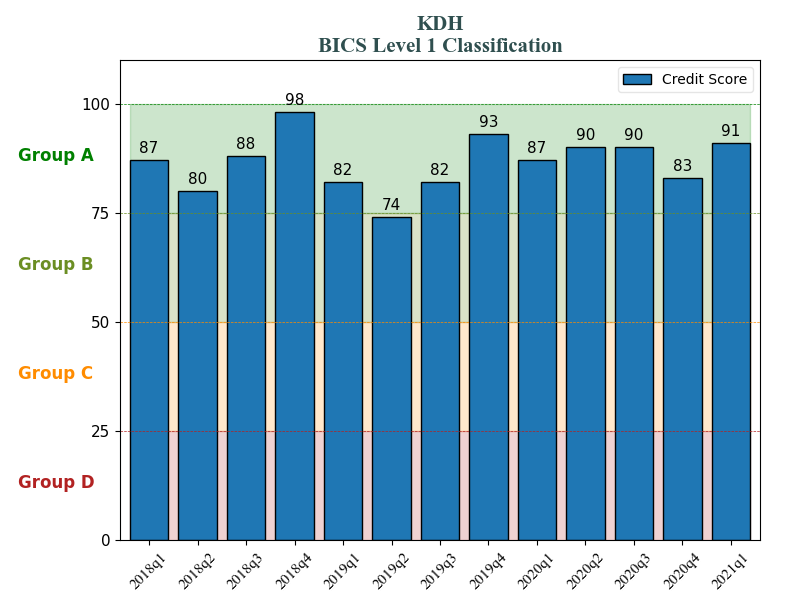 KDH
BICS Level 1 Classification
Credit Score
100
75
50
25
0
Group A
Group B
Group C
Group D
87
80
88
98
82
74
82
93
87
90
90
83
91
2018q1
2018q2
2018q3
2018q4
2019q1
2019q2
2019q3
2019q4
2020q1
2020q2
2020q3
2020q4
2021q1